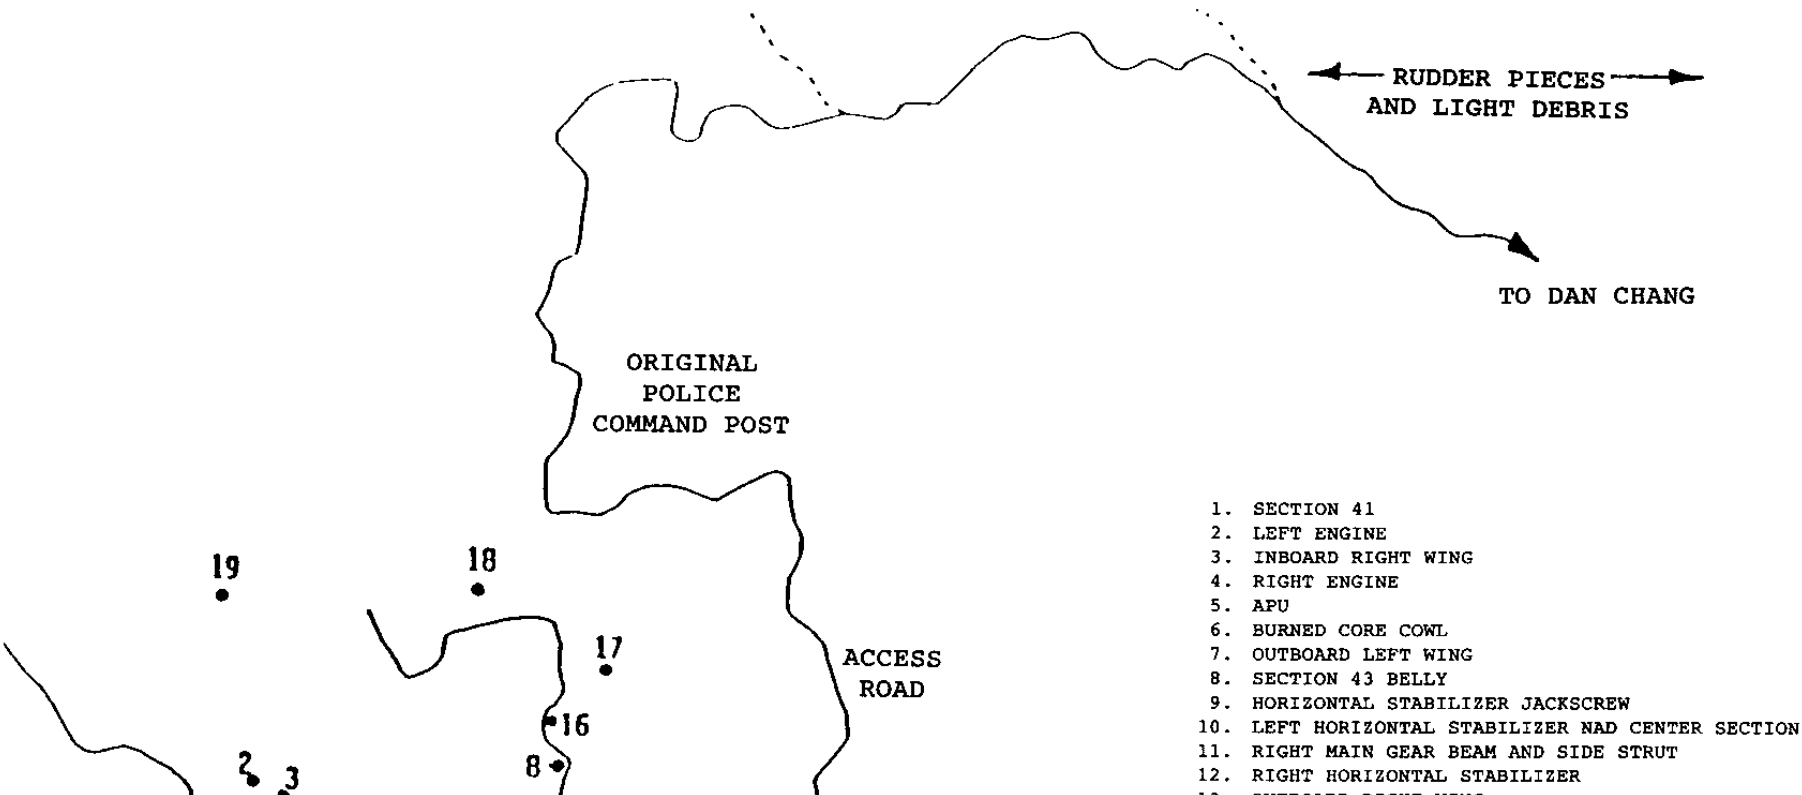 RUDDER PIECES
AND LIGHT DEBRIS
TO DAN CHANG
ORIGINAL
POLICE
COMMAND POST
19
18
17
ACCESS
ROAD
16
8
2
3
1. SECTION 41
2. LEFT ENGINE
3. INBOARD RIGHT WING
4. RIGHT ENGINE
5. APU
6. BURNED CORE COWL
7. OUTBOARD LEFT WING
8. SECTION 43 BELLY
9. HORIZONTAL STABILIZER JACKSCREW
10. LEFT HORIZONTAL STABILIZER NAD CENTER SECTION
11. RIGHT MAIN GEAR BEAM AND SIDE STRUT
12. RIGHT HORIZONTAL STABILIZER